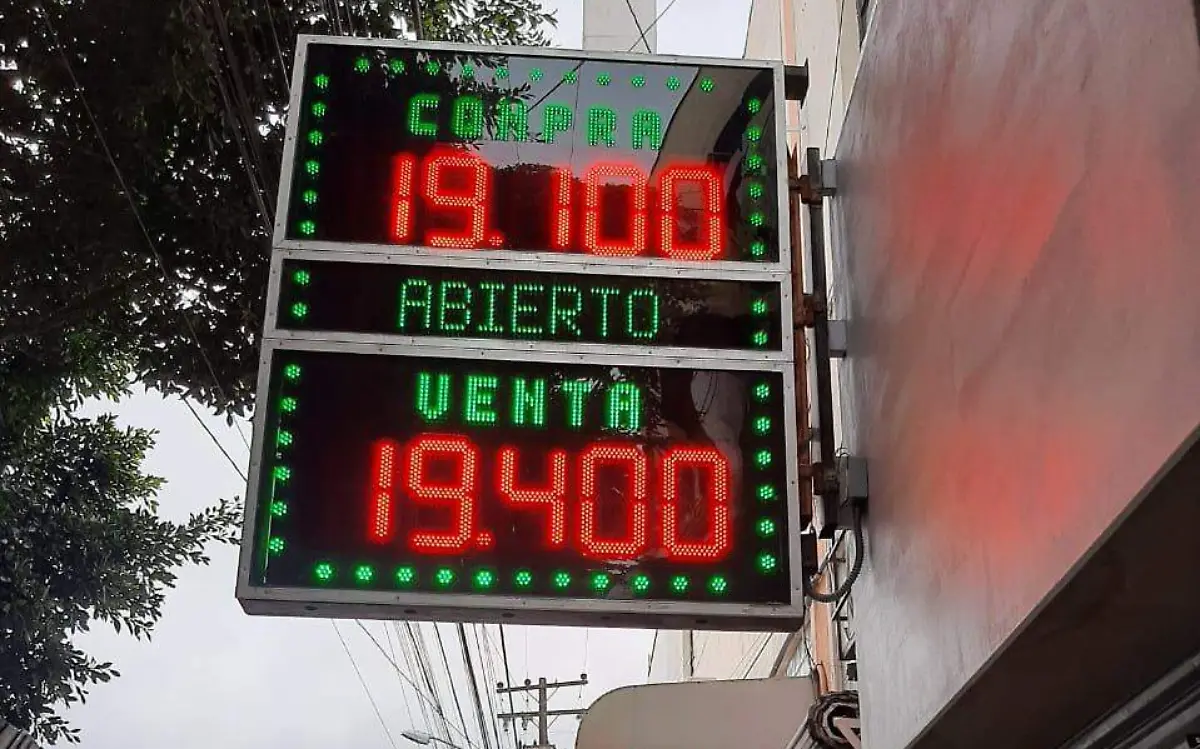 COMPRA
19.100
ABIERTO
VENTA
19.400